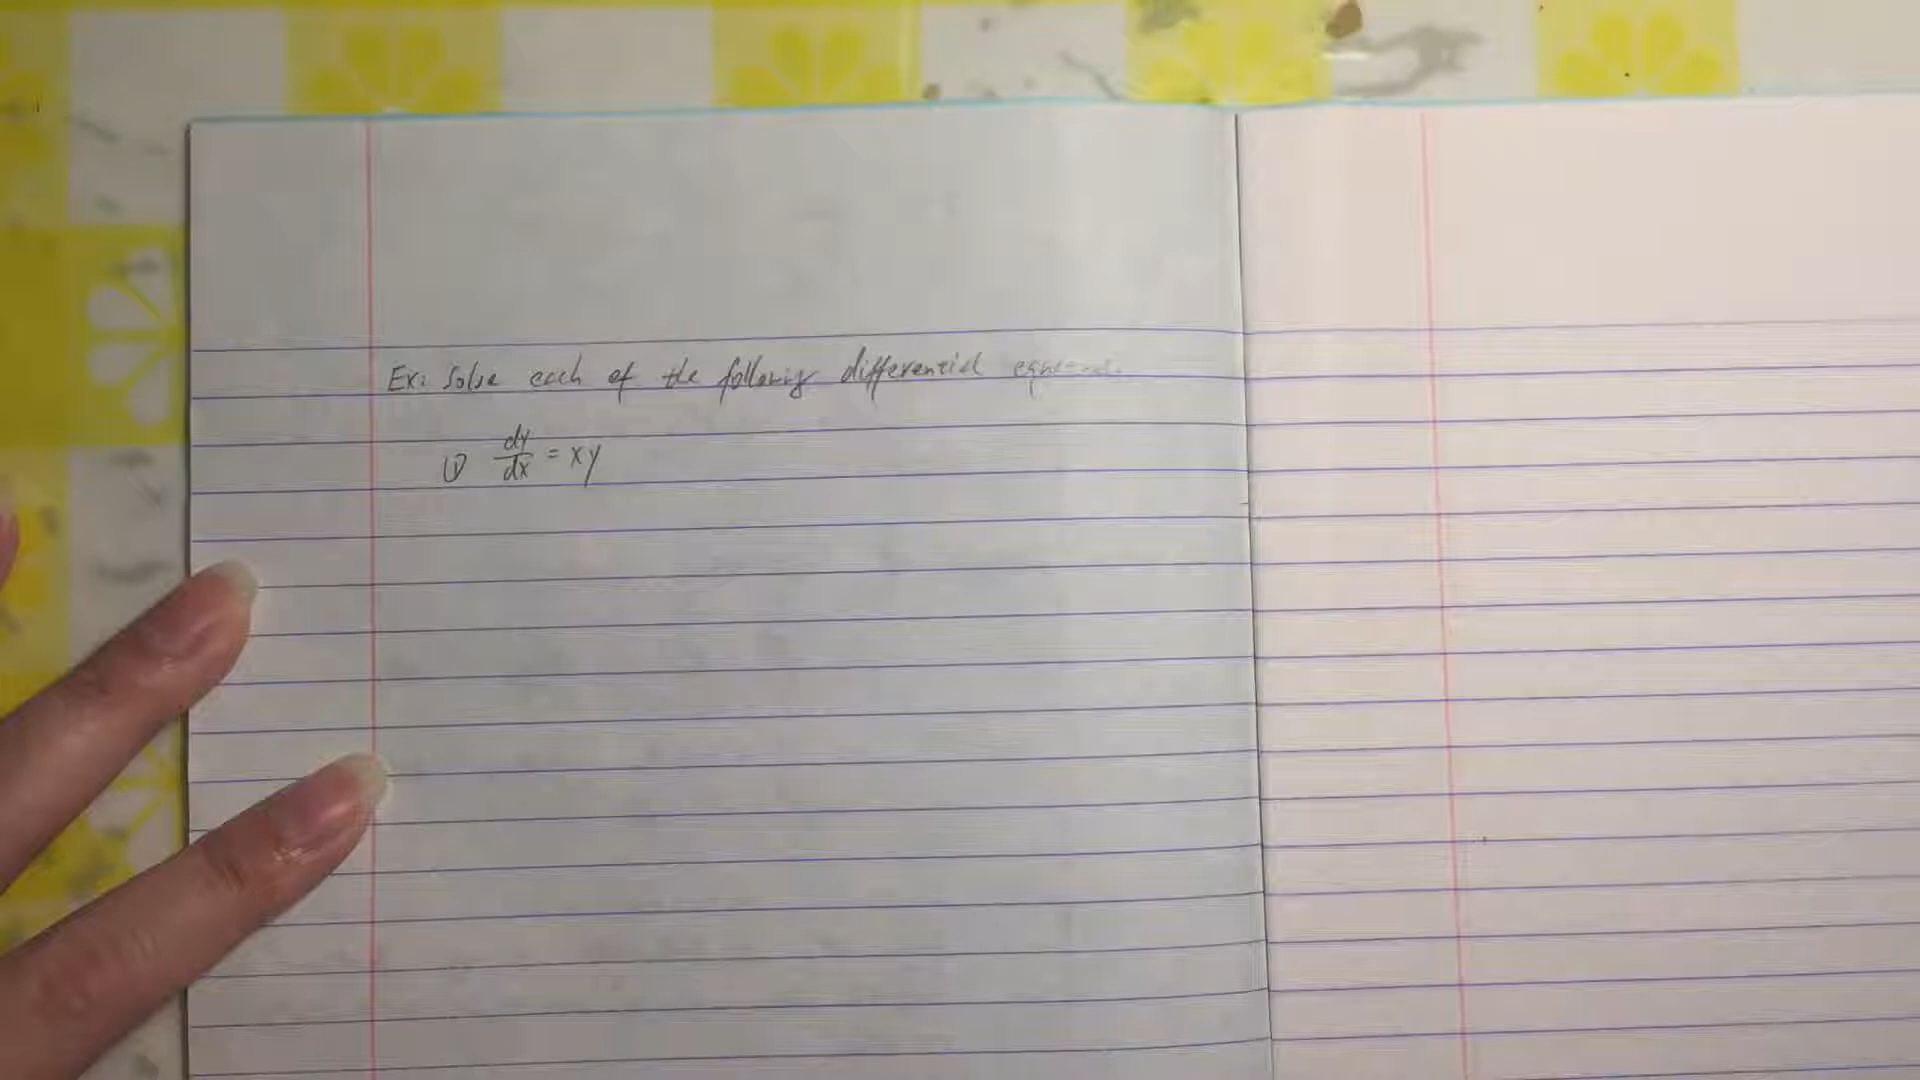 Ex: Solve each of the following differential
① dy/dx = xy